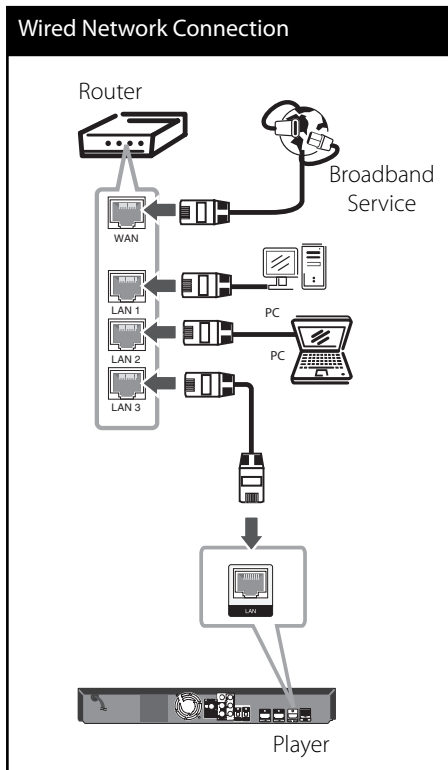 Wired Network Connection
Router
Broadband
Service
WAN
LAN 1
PC
LAN 2
PC
LAN 3
LAN
Player